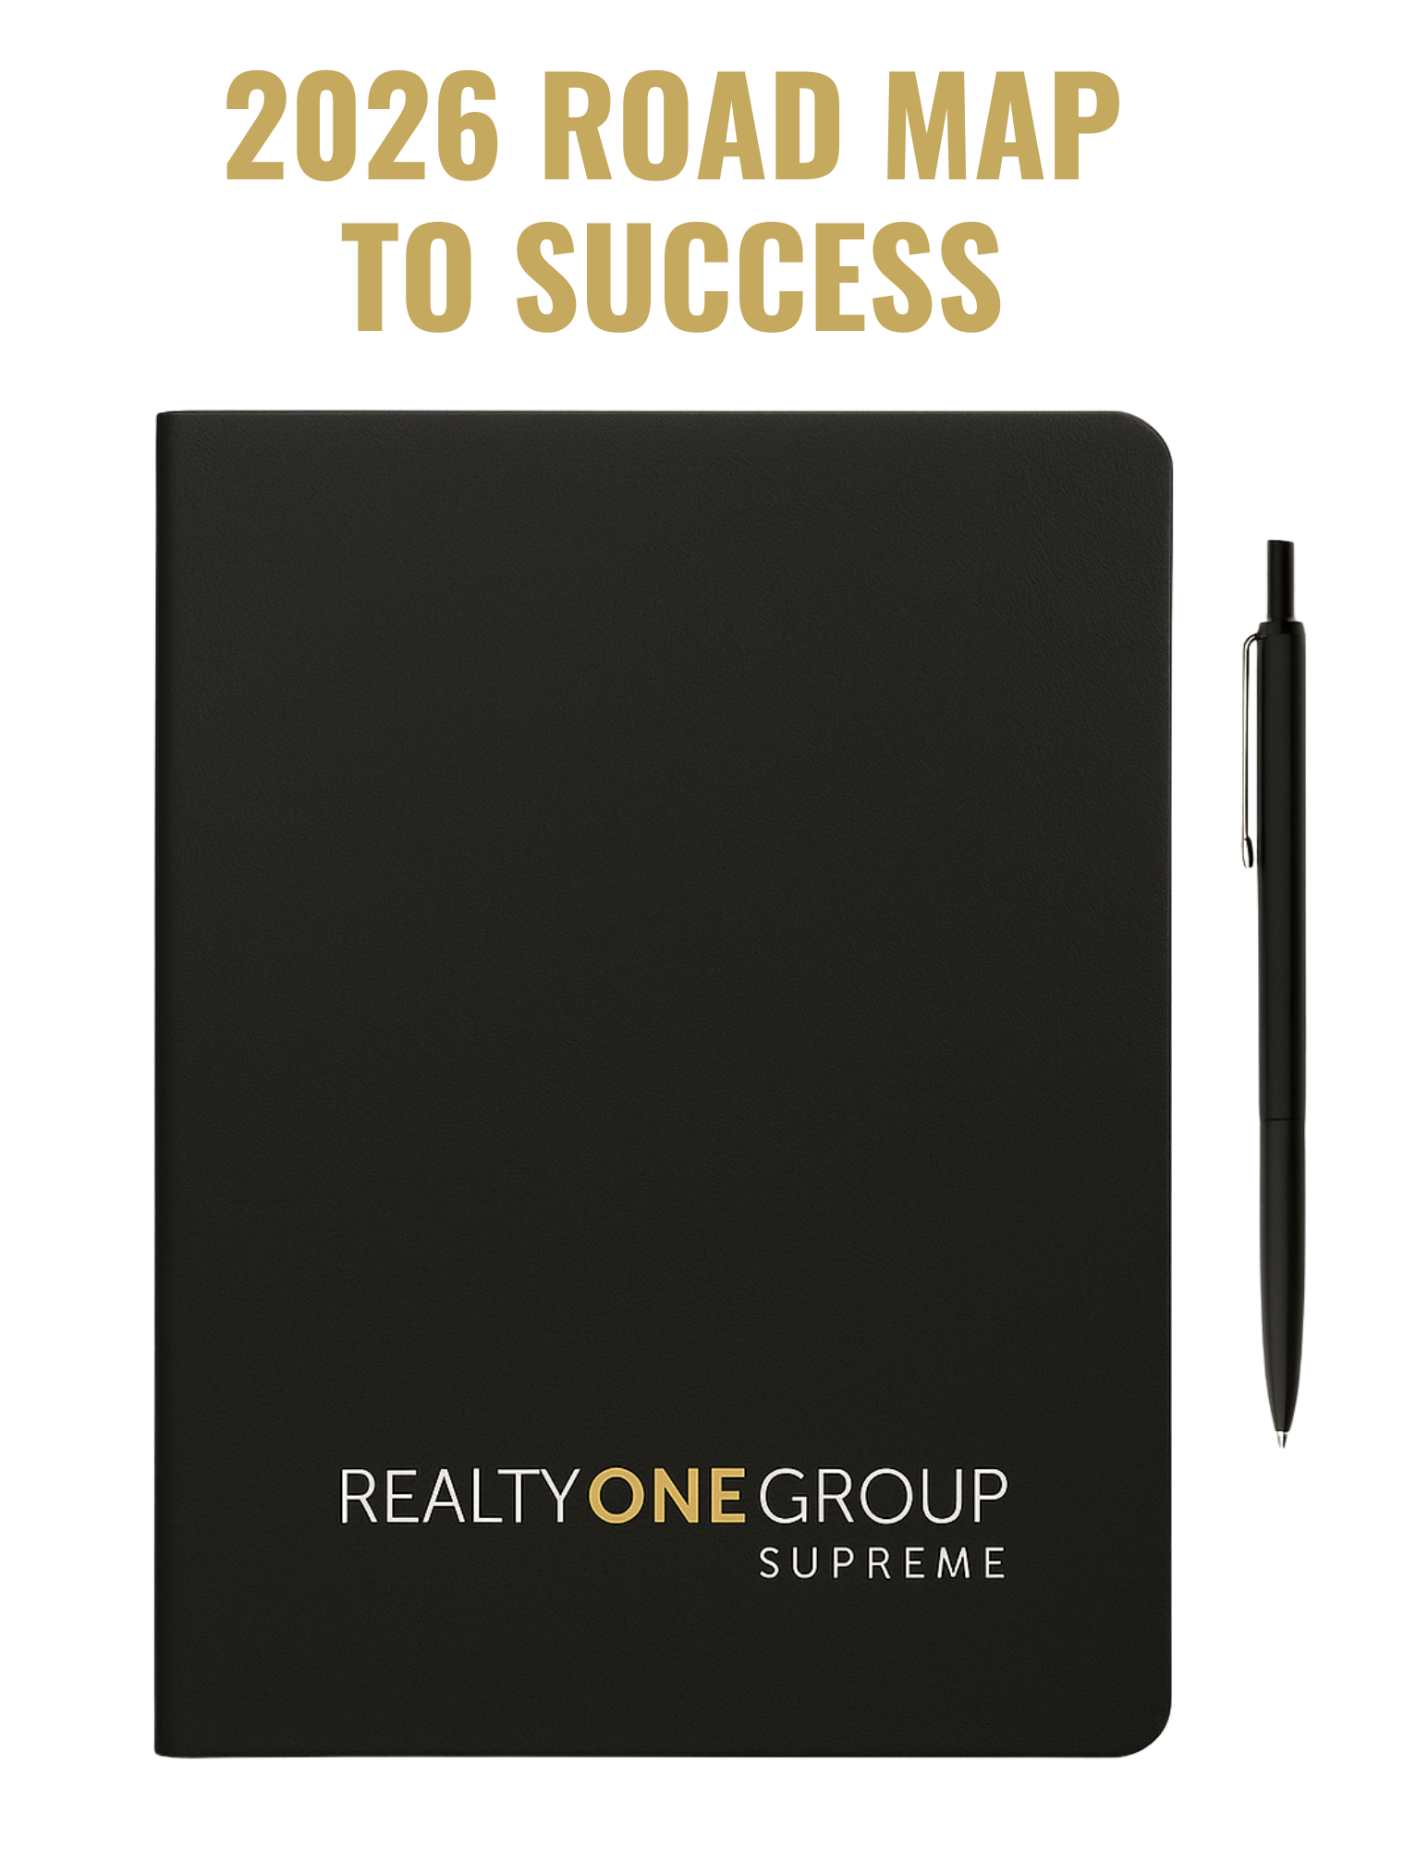 2026 ROAD MAP
TO SUCCESS
REALTYONEGROUP
SUPREME